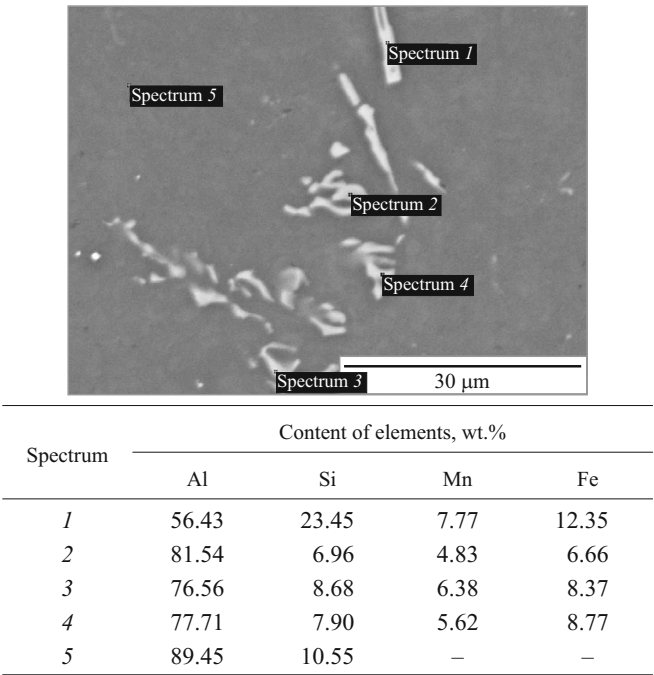 Spectrum 1
Spectrum 5
Spectrum 2
Spectrum 4
Spectrum 3
30 μm
Spectrum
Content of elements, wt.%
Al Si Mn Fe
1 56.43 23.45 7.77 12.35
2 81.54 6.96 4.83 6.66
3 76.56 8.68 6.38 8.37
4 77.71 7.90 5.62 8.77
5 89.45 10.55 – –